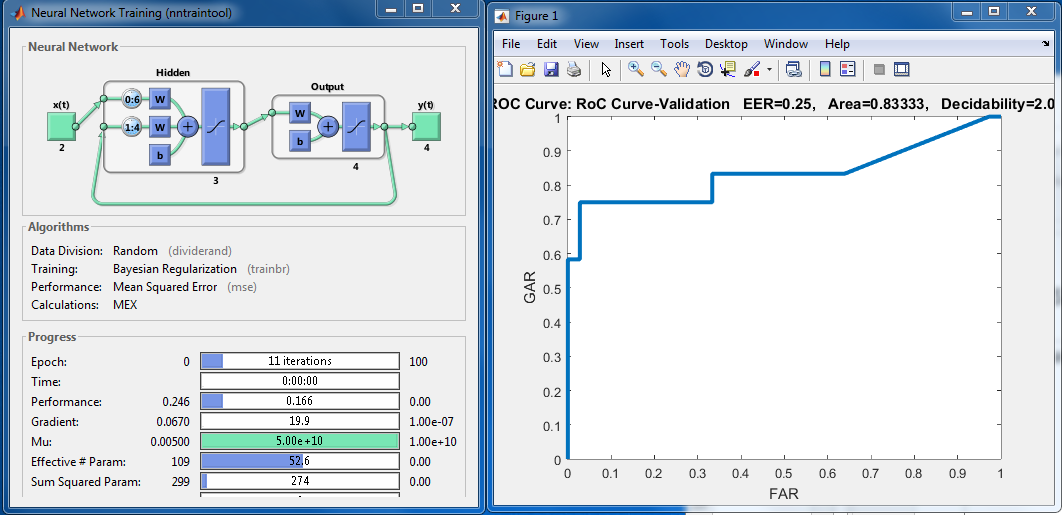 Neural Network Training (nntraintool)
Neural Network
Hidden
Output
x(t)
y(t)
0:6
W
1:4
W
b
W
b
+
+
2
3
4
4
Algorithms
Data Division: Random (dividerand)
Training: Bayesian Regularization (trainbr)
Performance: Mean Squared Error (mse)
Calculations: MEX
Progress
Epoch: 0 11 iterations 100
Time: 0:00:00
Performance: 0.246 0.166 0.00
Gradient: 0.0670 19.9 1.00e-07
Mu: 0.00500 5.00e+10 1.00e+10
Effective # Param: 109 52.6 0.00
Sum Squared Param: 299 274 0.00
Figure 1
File Edit View Insert Tools Desktop Window Help
ROC Curve: RoC Curve-Validation EER=0.25, Area=0.83333, Decidability=2.0
1
0.9
0.8
0.7
0.6
0.5
0.4
0.3
0.2
0.1
0
GAR
0 0.1 0.2 0.3 0.4 0.5 0.6 0.7 0.8 0.9 1
FAR